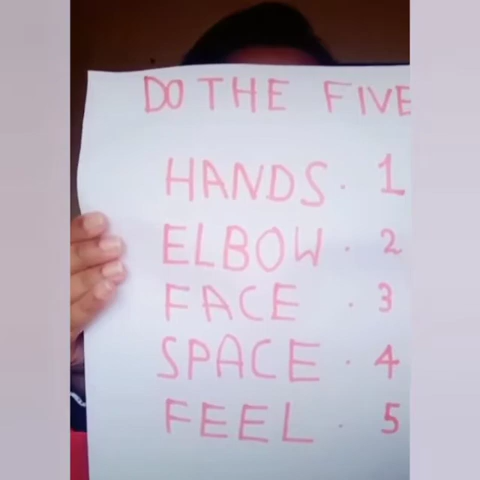 DO THE FIVE
HANDS. 1
ELBOW. 2
FACE. 3
SPACE. 4
FEEL. 5